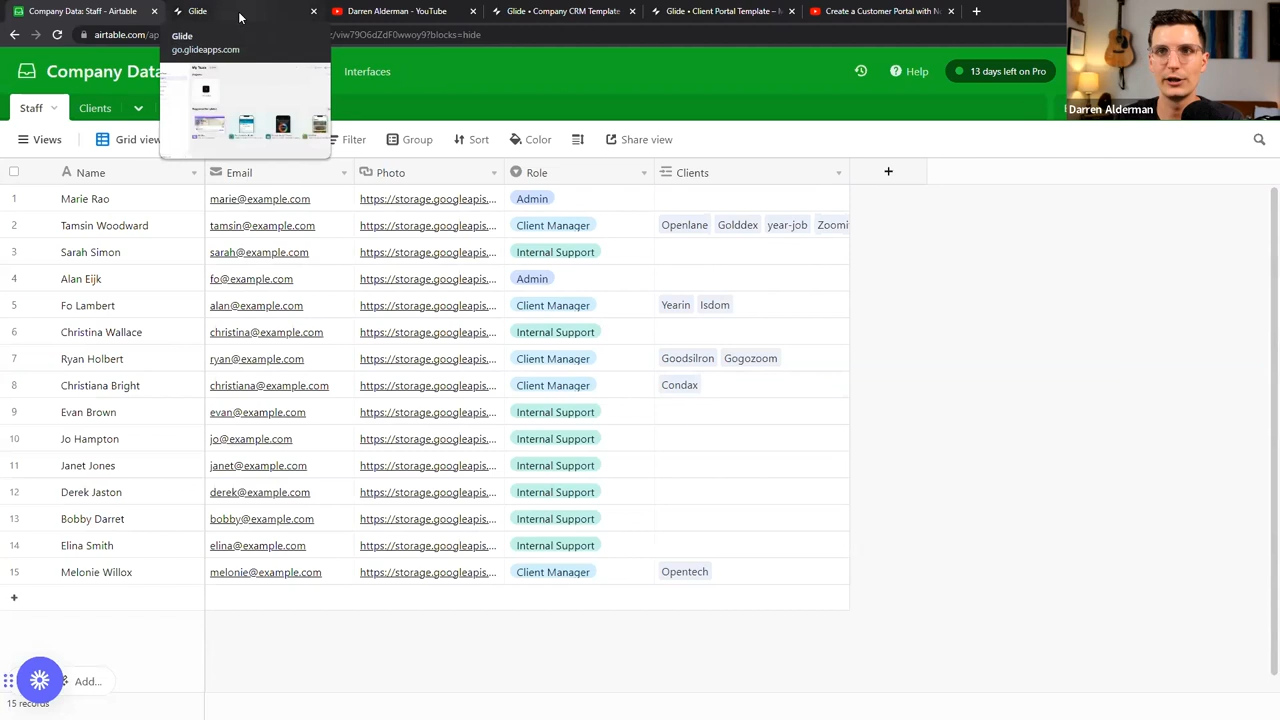 Company Data: Staff - Airtable
Glide
Darren Alderman - YouTube
Glide • Company CRM Template
Glide • Client Portal Template –
Create a Customer Portal with
Glide
go.glideapps.com
airtable.com
z/viw79O6dZdF0wwoy9?blocks=hide
Company Data
Interfaces
Help
13 days left on Pro
Darren Alderman
Staff
Clients
Views
Grid view
Filter
Group
Sort
Color
Share view
Name Email Photo Role Clients
1 Marie Rao marie@example.com https://storage.googleapis.... Admin
2 Tamsin Woodward tamsin@example.com https://storage.googleapis.... Client Manager Openlane Golddex year-job Zoomi
3 Sarah Simon sarah@example.com https://storage.googleapis.... Internal Support
4 Alan Eijk fo@example.com https://storage.googleapis.... Admin
5 Fo Lambert alan@example.com https://storage.googleapis.... Client Manager Yearin Isdom
6 Christina Wallace christina@example.com https://storage.googleapis.... Internal Support
7 Ryan Holbert ryan@example.com https://storage.googleapis.... Client Manager Goodsilron Gogozoom
8 Christiana Bright christiana@example.com https://storage.googleapis.... Client Manager Condax
9 Evan Brown evan@example.com https://storage.googleapis.... Internal Support
10 Jo Hampton jo@example.com https://storage.googleapis.... Internal Support
11 Janet Jones janet@example.com https://storage.googleapis.... Internal Support
12 Derek Jaston derek@example.com https://storage.googleapis.... Internal Support
13 Bobby Darret bobby@example.com https://storage.googleapis.... Internal Support
14 Elina Smith elina@example.com https://storage.googleapis.... Internal Support
15 Melonie Willox melonie@example.com https://storage.googleapis.... Client Manager Opentech
Add...
15 records